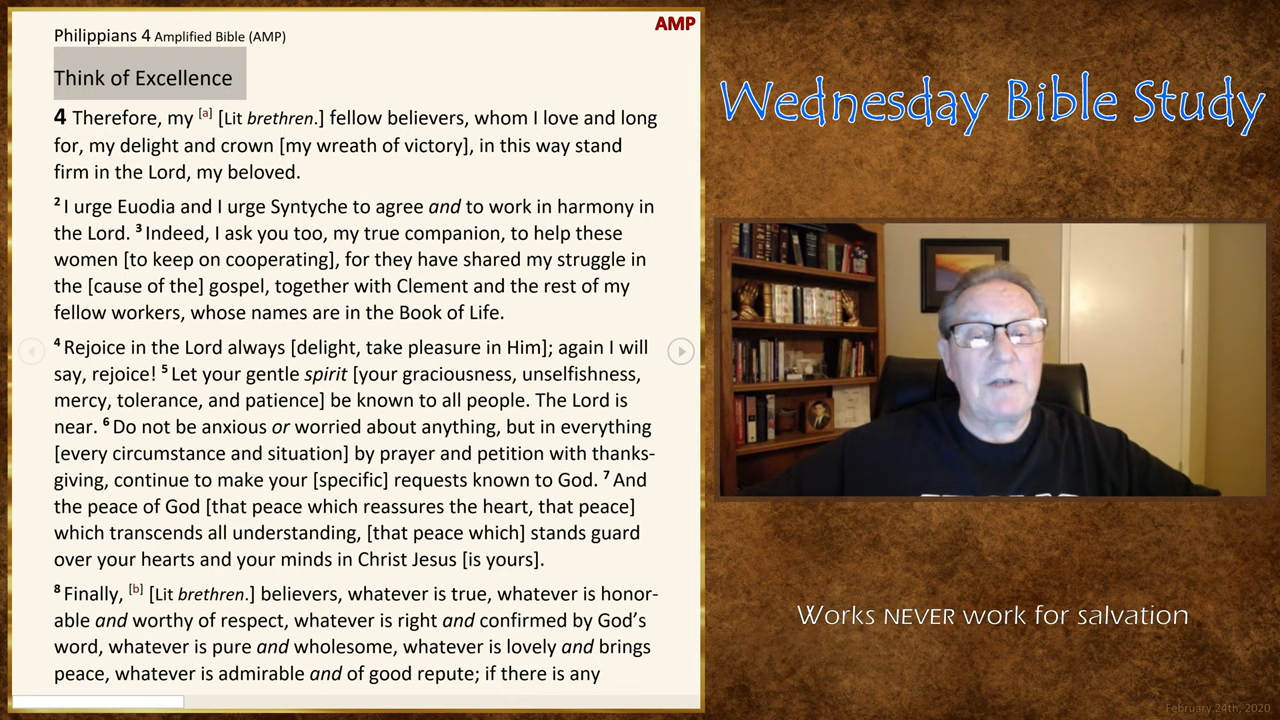 AMP
Philippians 4 Amplified Bible (AMP)
Think of Excellence
4 Therefore, my [a] [Lit brethren.] fellow believers, whom I love and long
for, my delight and crown [my wreath of victory], in this way stand
firm in the Lord, my beloved.
2 I urge Euodia and I urge Syntyche to agree and to work in harmony in
the Lord. 3 Indeed, I ask you too, my true companion, to help these
women [to keep on cooperating], for they have shared my struggle in
the [cause of the] gospel, together with Clement and the rest of my
fellow workers, whose names are in the Book of Life.
4 Rejoice in the Lord always [delight, take pleasure in Him]; again I will
say, rejoice! 5 Let your gentle spirit [your graciousness, unselfishness,
mercy, tolerance, and patience] be known to all people. The Lord is
near. 6 Do not be anxious or worried about anything, but in everything
[every circumstance and situation] by prayer and petition with thanks-
giving, continue to make your [specific] requests known to God. 7 And
the peace of God [that peace which reassures the heart, that peace]
which transcends all understanding, [that peace which] stands guard
over your hearts and your minds in Christ Jesus [is yours].
8 Finally, [b] [Lit brethren.] believers, whatever is true, whatever is honor-
able and worthy of respect, whatever is right and confirmed by God's
word, whatever is pure and wholesome, whatever is lovely and brings
peace, whatever is admirable and of good repute; if there is any
Wednesday Bible Study
Works NEVER work for salvation
February 24th, 2020